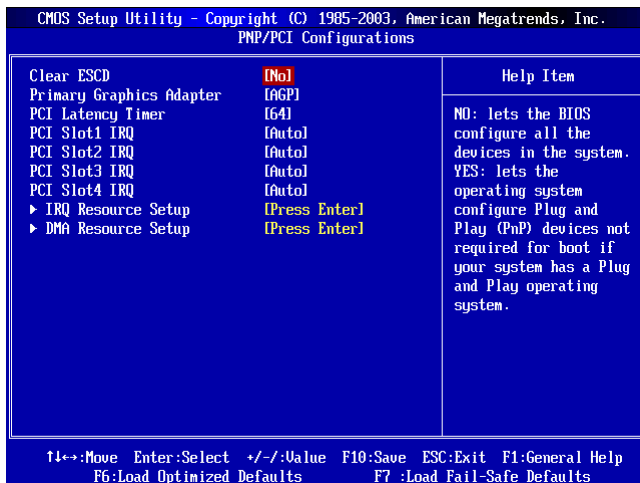 CMOS Setup Utility - Copyright (C) 1985-2003, American Megatrends, Inc.
PNP/PCI Configurations
Clear ESCD [No]
Primary Graphics Adapter [AGP]
PCI Latency Timer [64]
PCI Slot1 IRQ [Auto]
PCI Slot2 IRQ [Auto]
PCI Slot3 IRQ [Auto]
PCI Slot4 IRQ [Auto]
▶ IRQ Resource Setup [Press Enter]
▶ DMA Resource Setup [Press Enter]
Help Item
NO: lets the BIOS
configure all the
devices in the system.
YES: lets the
operating system
configure Plug and
Play (PnP) devices not
required for boot if
your system has a Plug
and Play operating
system.
↑↓←→:Move Enter:Select +/-/:Value F10:Save ESC:Exit F1:General Help
F6:Load Optimized Defaults F7 :Load Fail-Safe Defaults